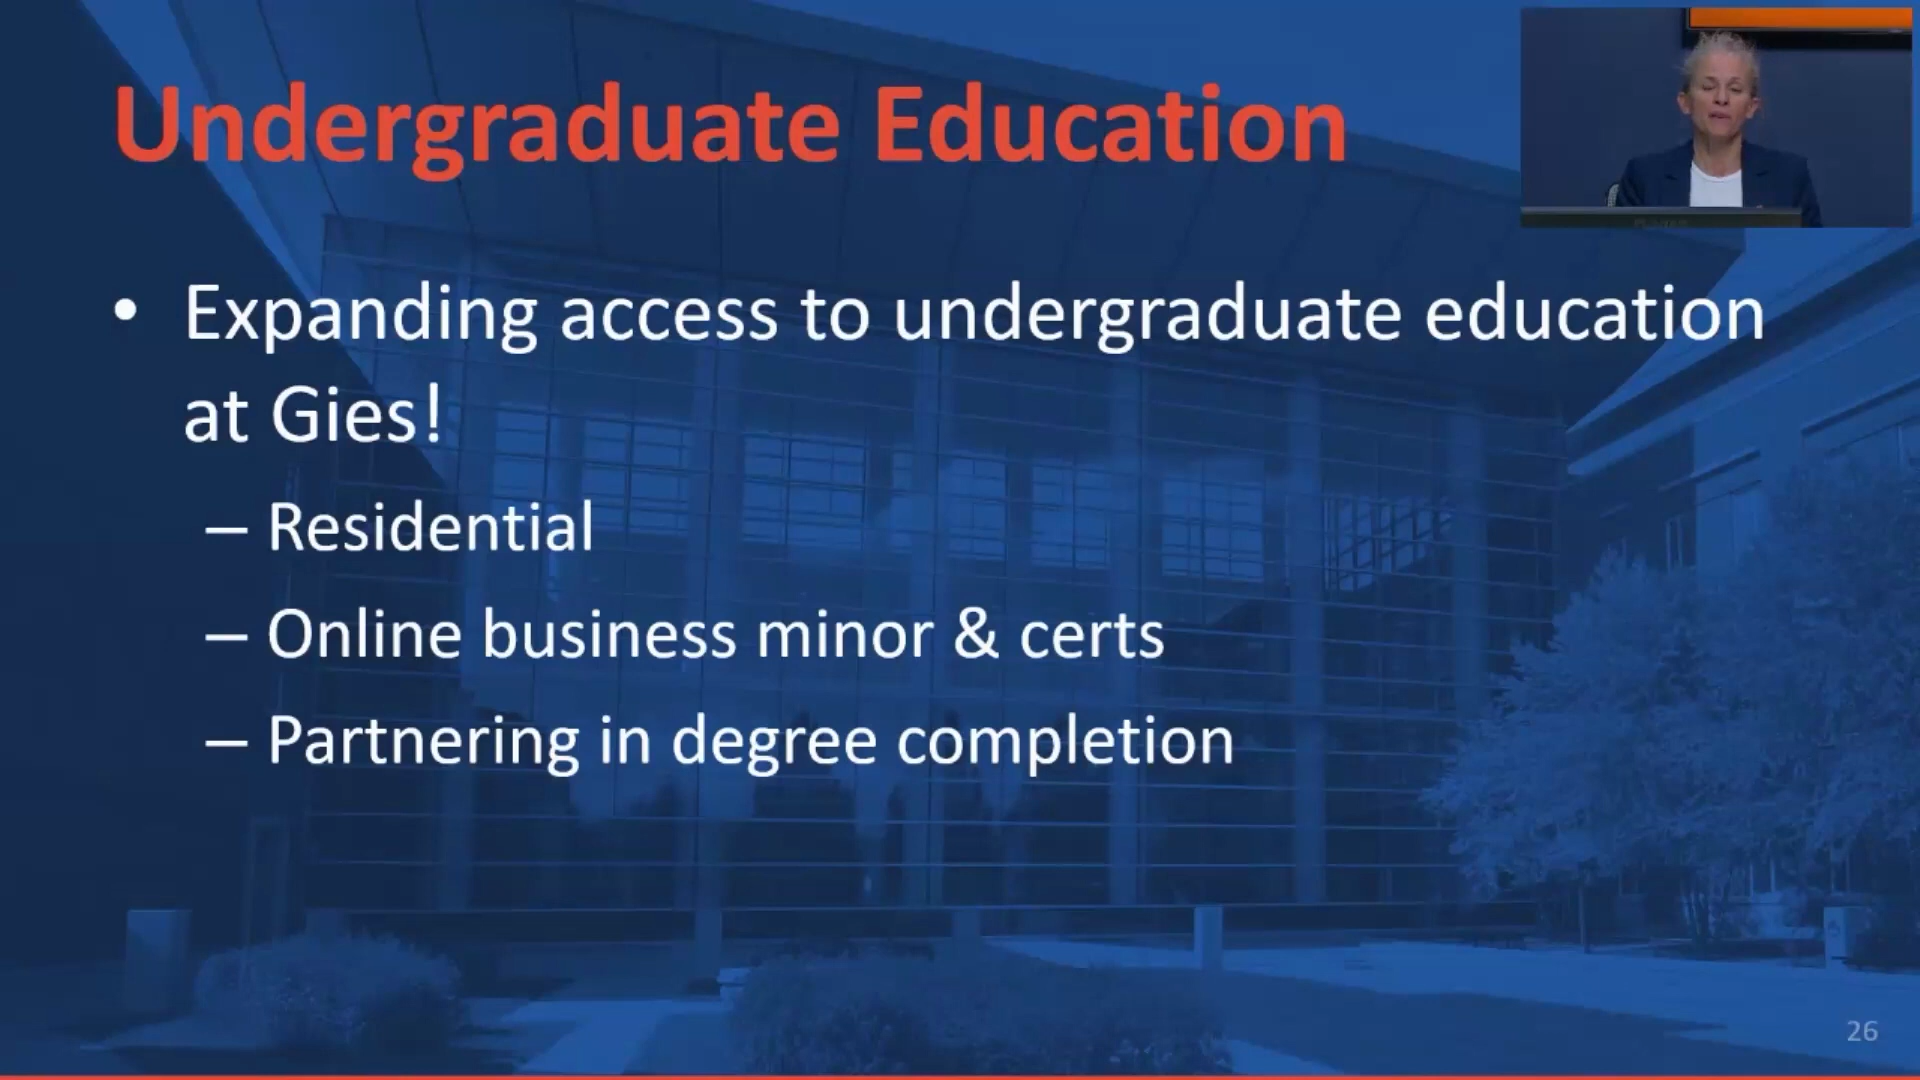 Undergraduate Education
• Expanding access to undergraduate education
at Gies!
– Residential
– Online business minor & certs
– Partnering in degree completion
26